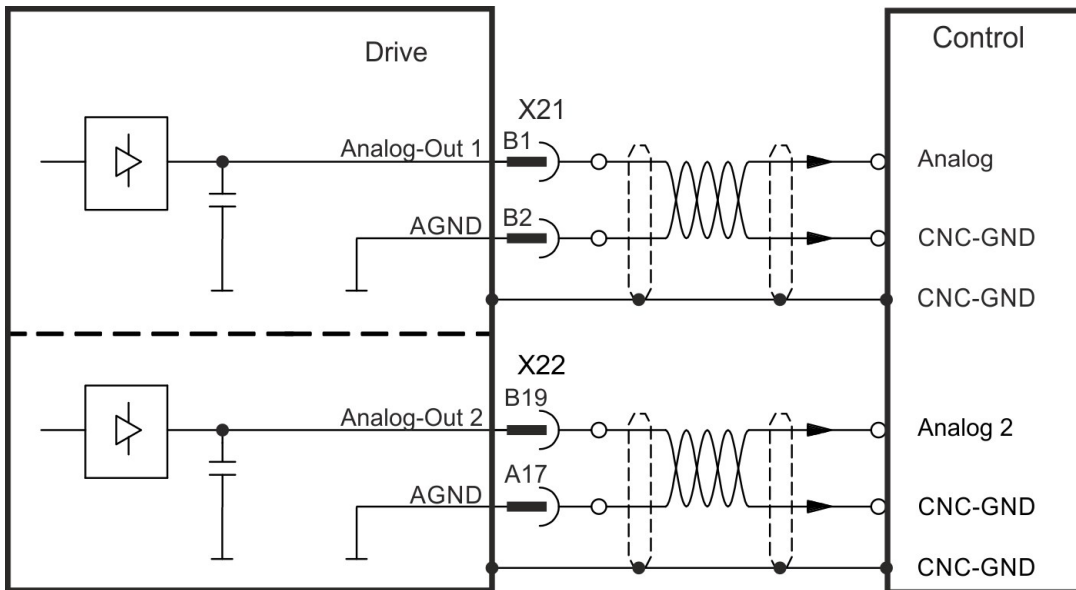 Drive
Control
X21
Analog-Out 1
B1
Analog
AGND
B2
CNC-GND
CNC-GND
X22
Analog-Out 2
B19
Analog 2
AGND
A17
CNC-GND
CNC-GND